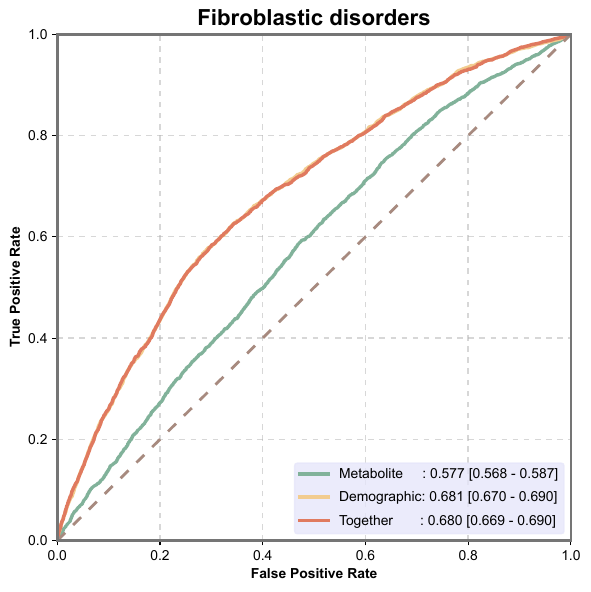 Fibroblastic disorders
True Positive Rate
1.0
0.8
0.6
0.4
0.2
0.0
Metabolite : 0.577 [0.568 - 0.587]
Demographic: 0.681 [0.670 - 0.690]
Together : 0.680 [0.669 - 0.690]
0.0 0.2 0.4 0.6 0.8 1.0
False Positive Rate